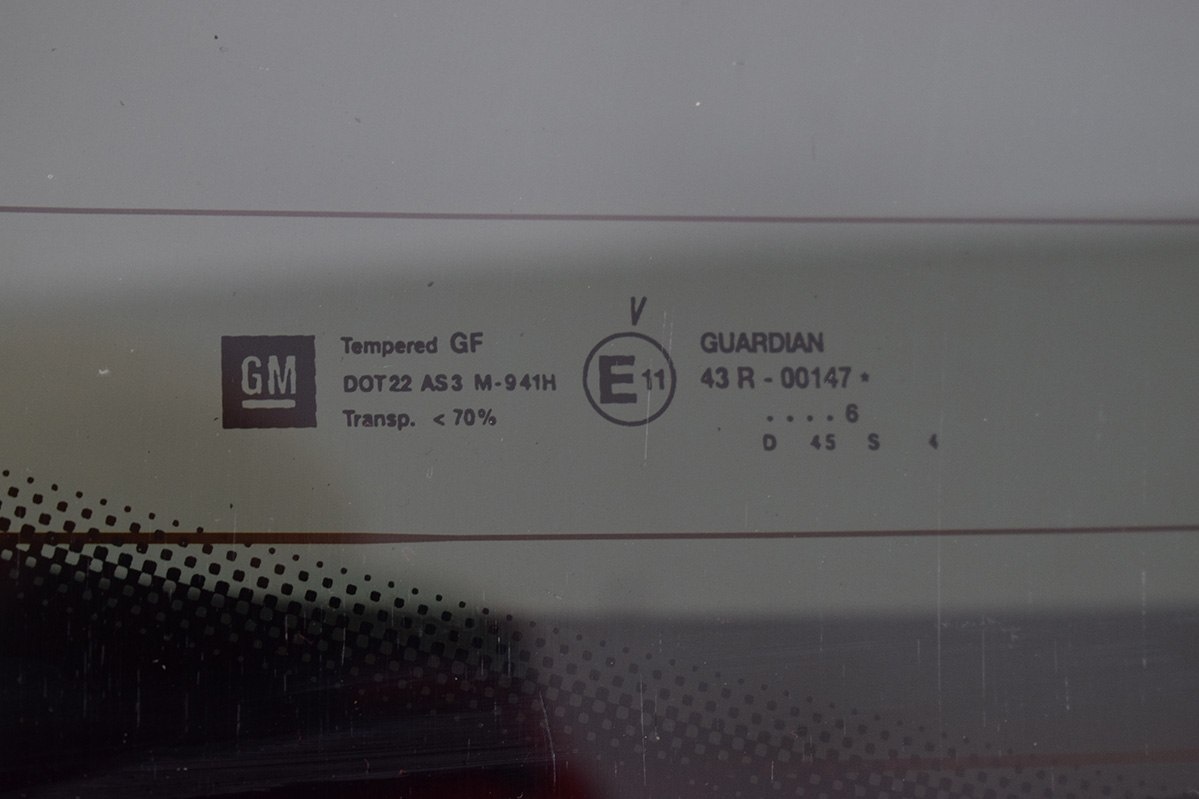 GM
Tempered GF
DOT22 AS3 M-941H
Transp. < 70%
V
E 11
GUARDIAN
43 R - 00147 *
. . . . 6
D 45 S 4